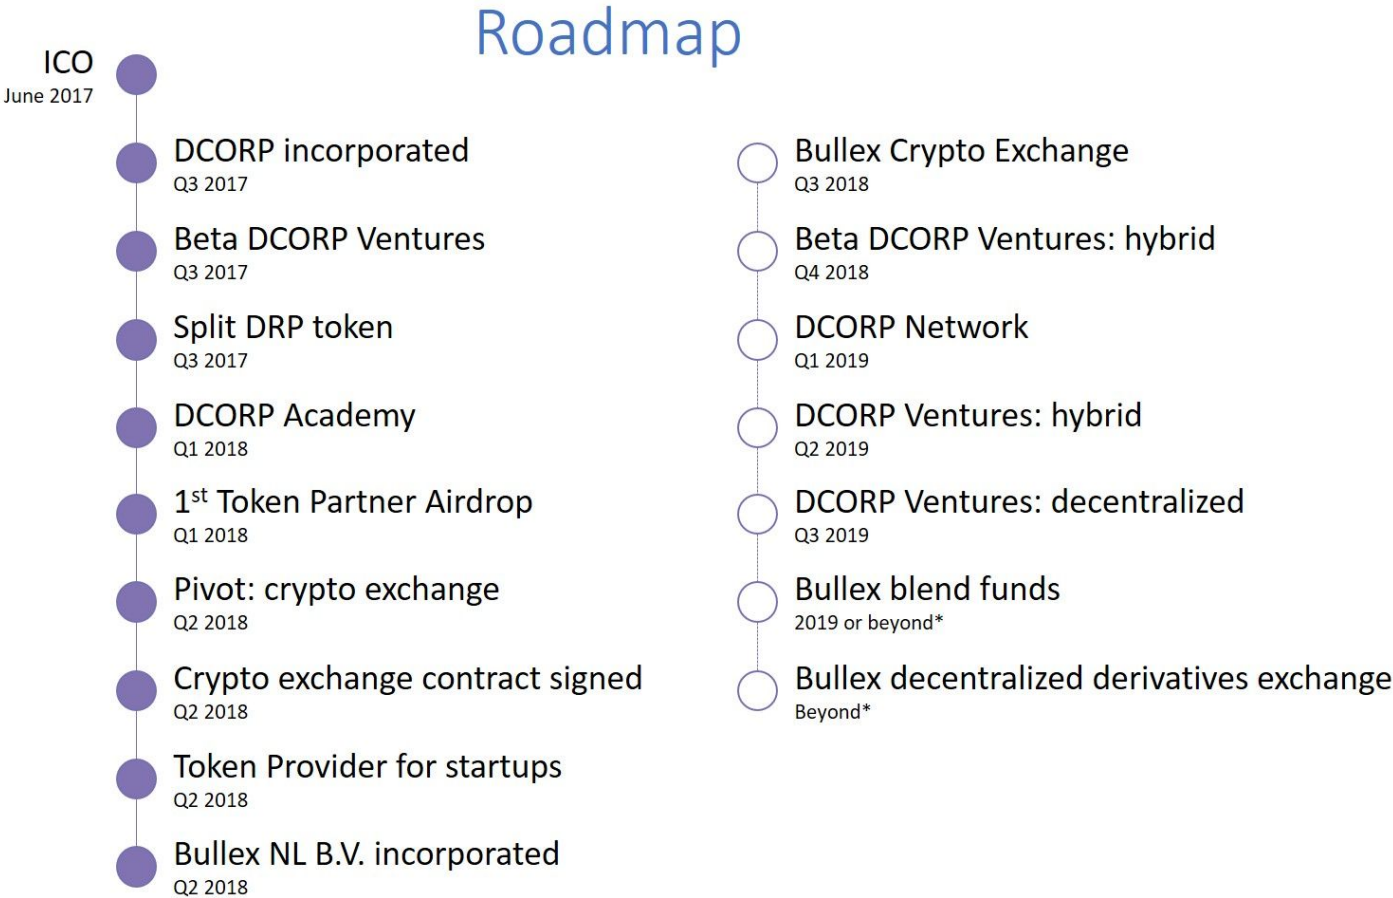 Roadmap
ICO
June 2017
DCORP incorporated
Q3 2017
Beta DCORP Ventures
Q3 2017
Split DRP token
Q3 2017
DCORP Academy
Q1 2018
1st Token Partner Airdrop
Q1 2018
Pivot: crypto exchange
Q2 2018
Crypto exchange contract signed
Q2 2018
Token Provider for startups
Q2 2018
Bullex NL B.V. incorporated
Q2 2018
Bullex Crypto Exchange
Q3 2018
Beta DCORP Ventures: hybrid
Q4 2018
DCORP Network
Q1 2019
DCORP Ventures: hybrid
Q2 2019
DCORP Ventures: decentralized
Q3 2019
Bullex blend funds
2019 or beyond*
Bullex decentralized derivatives exchange
Beyond*